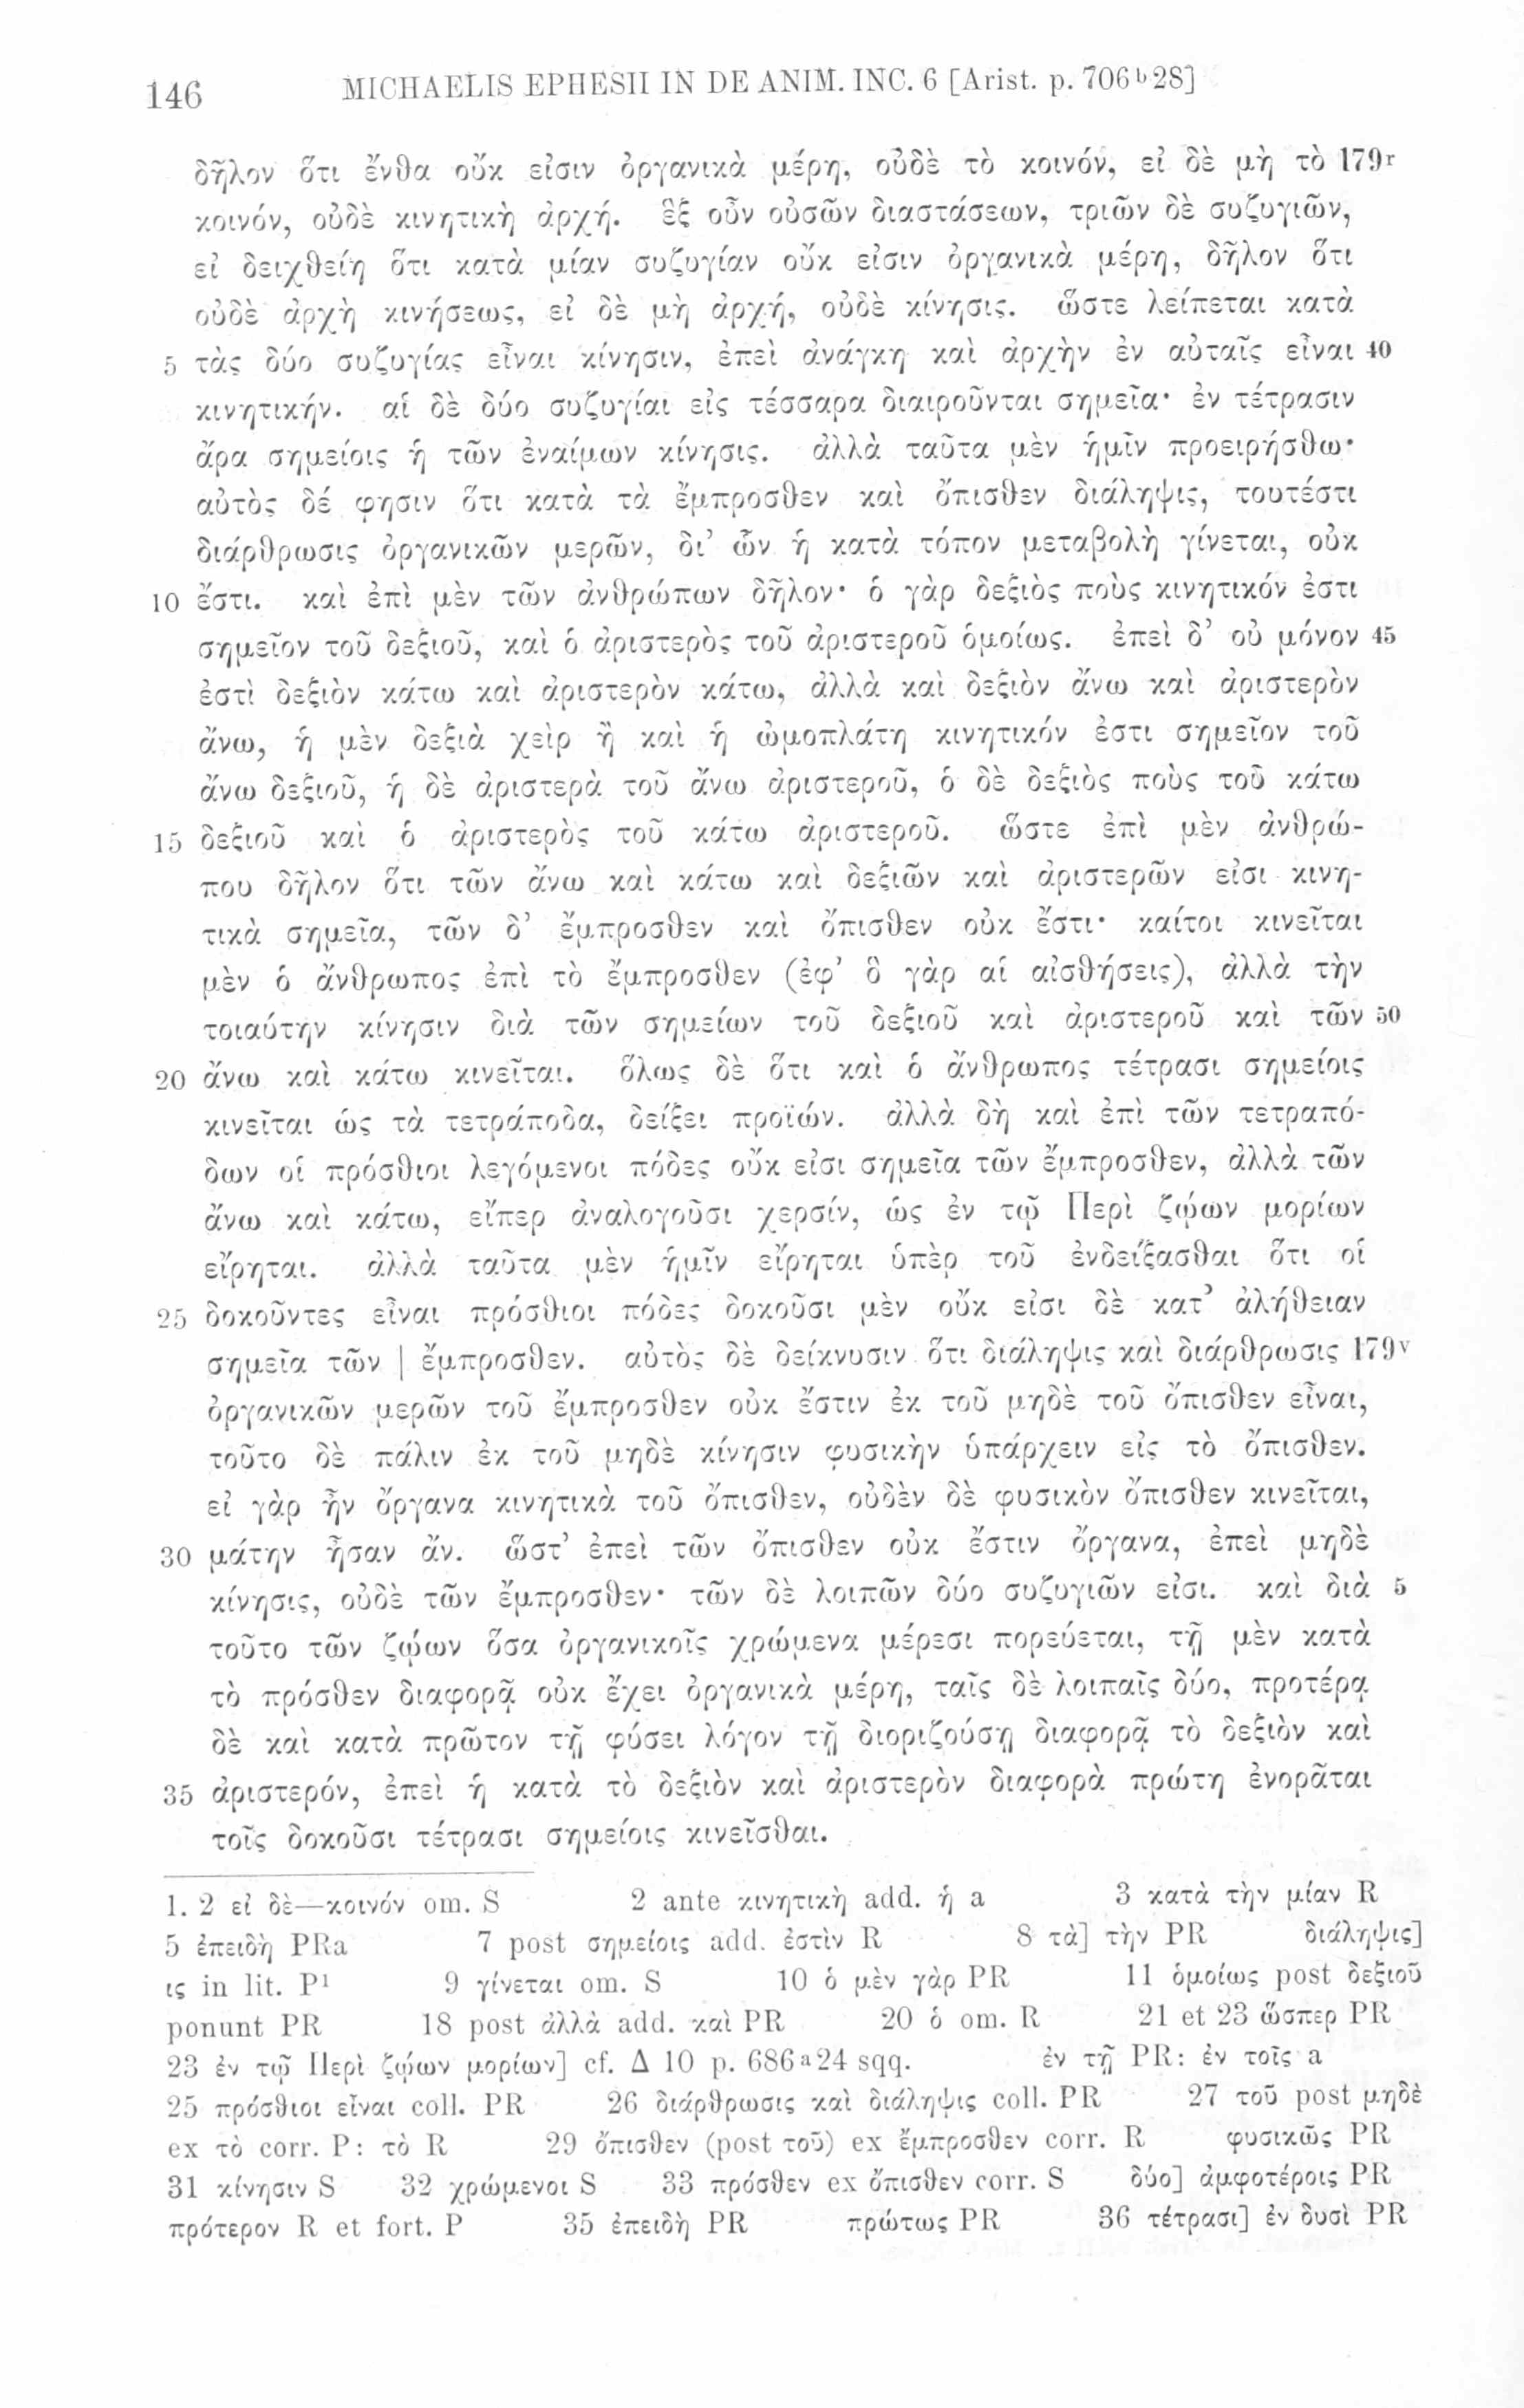 146 MICHAELIS EPHESII IN DE ANIM. INC. 6 [Arist. p. 706ᵇ28]
δῆλον ὅτι ἔνθα οὔκ εἰσιν ὀργανικὰ μέρη, οὐδὲ τὸ κοινόν, εἰ δὲ μὴ τὸ 179ʳ
κοινόν, οὐδὲ κινητικὴ ἀρχή. ἓξ οὖν οὐσῶν διαστάσεων, τριῶν δὲ συζυγιῶν,
εἰ δειχθείη ὅτι κατὰ μίαν συζυγίαν οὔκ εἰσιν ὀργανικὰ μέρη, δῆλον ὅτι
οὐδὲ ἀρχὴ κινήσεως, εἰ δὲ μὴ ἀρχή, οὐδὲ κίνησις. ὥστε λείπεται κατὰ
5 τὰς δύο συζυγίας εἶναι κίνησιν, ἐπεὶ ἀνάγκη καὶ ἀρχὴν ἐν αὐταῖς εἶναι 40
κινητικήν. αἱ δὲ δύο συζυγίαι εἰς τέσσαρα διαιροῦνται σημεῖα· ἐν τέτρασιν
ἄρα σημείοις ἡ τῶν ἐναίμων κίνησις. ἀλλὰ ταῦτα μὲν ἡμῖν προειρήσθω·
αὐτὸς δέ φησιν ὅτι κατὰ τὰ ἔμπροσθεν καὶ ὄπισθεν διάληψις, τουτέστι
διάρθρωσις ὀργανικῶν μερῶν, δι’ ὧν ἡ κατὰ τόπον μεταβολὴ γίνεται, οὐκ
10 ἔστι. καὶ ἐπὶ μὲν τῶν ἀνθρώπων δῆλον· ὁ γὰρ δεξιὸς ποὺς κινητικόν ἐστι
σημεῖον τοῦ δεξιοῦ, καὶ ὁ ἀριστερὸς τοῦ ἀριστεροῦ ὁμοίως. ἐπεὶ δ’ οὐ μόνον 45
ἐστὶ δεξιὸν κάτω καὶ ἀριστερὸν κάτω, ἀλλὰ καὶ δεξιὸν ἄνω καὶ ἀριστερὸν
ἄνω, ἡ μὲν δεξιὰ χεὶρ ἢ καὶ ἡ ὠμοπλάτη κινητικόν ἐστι σημεῖον τοῦ
ἄνω δεξιοῦ, ἡ δὲ ἀριστερὰ τοῦ ἄνω ἀριστεροῦ, ὁ δὲ δεξιὸς ποὺς τοῦ κάτω
15 δεξιοῦ καὶ ὁ ἀριστερὸς τοῦ κάτω ἀριστεροῦ. ὥστε ἐπὶ μὲν ἀνθρώ-
που δῆλον ὅτι τῶν ἄνω καὶ κάτω καὶ δεξιῶν καὶ ἀριστερῶν εἰσι κινη-
τικὰ σημεῖα, τῶν δ’ ἔμπροσθεν καὶ ὄπισθεν οὐκ ἔστι· καίτοι κινεῖται
μὲν ὁ ἄνθρωπος ἐπὶ τὸ ἔμπροσθεν (ἐφ’ ὃ γὰρ αἱ αἰσθήσεις), ἀλλὰ τὴν
τοιαύτην κίνησιν διὰ τῶν σημείων τοῦ δεξιοῦ καὶ ἀριστεροῦ καὶ τῶν 50
20 ἄνω καὶ κάτω κινεῖται. ὅλως δὲ ὅτι καὶ ὁ ἄνθρωπος τέτρασι σημείοις
κινεῖται ὡς τὰ τετράποδα, δείξει προϊών. ἀλλὰ δὴ καὶ ἐπὶ τῶν τετραπό-
δων οἱ πρόσθιοι λεγόμενοι πόδες οὔκ εἰσι σημεῖα τῶν ἔμπροσθεν, ἀλλὰ τῶν
ἄνω καὶ κάτω, εἴπερ ἀναλογοῦσι χερσίν, ὡς ἐν τῷ Περὶ ζῴων μορίων
εἴρηται. ἀλλὰ ταῦτα μὲν ἡμῖν εἴρηται ὑπὲρ τοῦ ἐνδείξασθαι ὅτι οἱ
25 δοκοῦντες εἶναι πρόσθιοι πόδες δοκοῦσι μὲν οὔκ εἰσι δὲ κατ’ ἀλήθειαν
σημεῖα τῶν | ἔμπροσθεν. αὐτὸς δὲ δείκνυσιν ὅτι διάληψις καὶ διάρθρωσις 179ᵛ
ὀργανικῶν μερῶν τοῦ ἔμπροσθεν οὐκ ἔστιν ἐκ τοῦ μηδὲ τοῦ ὄπισθεν εἶναι,
τοῦτο δὲ πάλιν ἐκ τοῦ μηδὲ κίνησιν φυσικὴν ὑπάρχειν εἰς τὸ ὄπισθεν.
εἰ γὰρ ἦν ὄργανα κινητικὰ τοῦ ὄπισθεν, οὐδὲν δὲ φυσικὸν ὄπισθεν κινεῖται,
30 μάτην ἦσαν ἄν. ὥστ’ ἐπεὶ τῶν ὄπισθεν οὐκ ἔστιν ὄργανα, ἐπεὶ μηδὲ
κίνησις, οὐδὲ τῶν ἔμπροσθεν· τῶν δὲ λοιπῶν δύο συζυγιῶν εἰσι. καὶ διὰ 5
τοῦτο τῶν ζῴων ὅσα ὀργανικοῖς χρώμενα μέρεσι πορεύεται, τῇ μὲν κατὰ
τὸ πρόσθεν διαφορᾷ οὐκ ἔχει ὀργανικὰ μέρη, ταῖς δὲ λοιπαῖς δύο, προτέρᾳ
δὲ καὶ κατὰ πρῶτον τῇ φύσει λόγον τῇ διοριζούσῃ διαφορᾷ τὸ δεξιὸν καὶ
35 ἀριστερόν, ἐπεὶ ἡ κατὰ τὸ δεξιὸν καὶ ἀριστερὸν διαφορὰ πρώτη ἐνορᾶται
τοῖς δοκοῦσι τέτρασι σημείοις κινεῖσθαι.
1. 2 εἰ δὲ—κοινόν om. S 2 ante κινητικὴ add. ἡ a 3 κατὰ τὴν μίαν R
5 ἐπειδὴ PRa 7 post σημείοις add. ἐστὶν R 8 τὰ] τὴν PR διάληψις]
ις in lit. P¹ 9 γίνεται om. S 10 ὁ μὲν γὰρ PR 11 ὁμοίως post δεξιοῦ
ponunt PR 18 post ἀλλὰ add. καὶ PR 20 ὁ om. R 21 et 23 ὥσπερ PR
23 ἐν τῷ Περὶ ζῴων μορίων] cf. Δ 10 p. 686ᵃ24 sqq. ἐν τῇ PR: ἐν τοῖς a
25 πρόσθιοι εἶναι coll. PR 26 διάρθρωσις καὶ διάληψις coll. PR 27 τοῦ post μηδὲ
ex τὸ corr. P: τὸ R 29 ὄπισθεν (post τοῦ) ex ἔμπροσθεν corr. R φυσικῶς PR
31 κίνησιν S 32 χρώμενοι S 33 πρόσθεν ex ὄπισθεν corr. S δύο] ἀμφοτέροις PR
πρότερον R et fort. P 35 ἐπειδὴ PR πρώτως PR 36 τέτρασι] ἐν δυσὶ PR